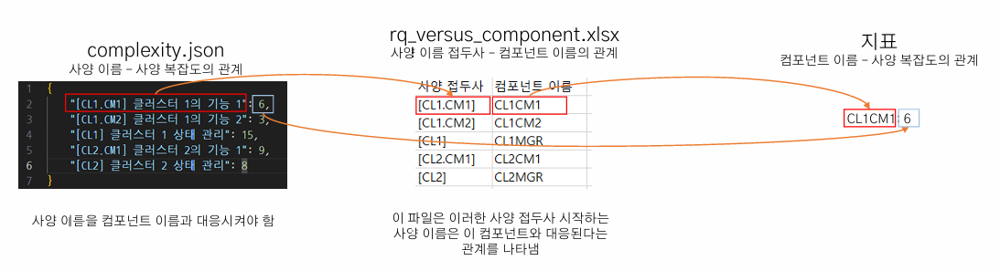 complexity.json
사양 이름 – 사양 복잡도의 관계
1 {
2 "[CL1.CM1] 클러스터 1의 기능 1": 6,
3 "[CL1.CM2] 클러스터 1의 기능 2": 3,
4 "[CL1] 클러스터 1 상태 관리": 15,
5 "[CL2.CM1] 클러스터 2의 기능 1": 9,
6 "[CL2] 클러스터 2 상태 관리": 8
7 }
사양 이름을 컴포넌트 이름과 대응시켜야 함
rq_versus_component.xlsx
사양 이름 접두사 – 컴포넌트 이름의 관계
사양 접두사 컴포넌트 이름
[CL1.CM1] CL1CM1
[CL1.CM2] CL1CM2
[CL1] CL1MGR
[CL2.CM1] CL2CM1
[CL2] CL2MGR
이 파일은 이러한 사양 접두사 시작하는
사양 이름은 이 컴포넌트와 대응된다는
관계를 나타냄
지표
컴포넌트 이름 – 사양 복잡도의 관계
CL1CM1: 6